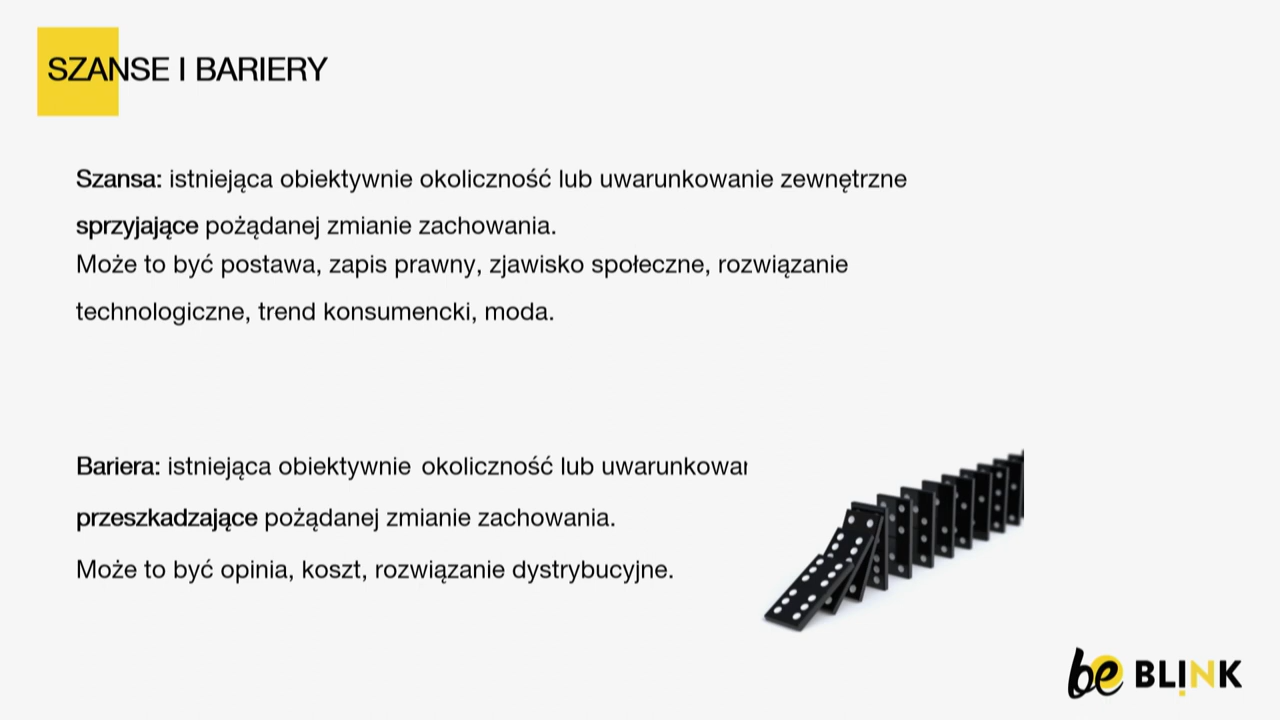 SZANSE I BARIERY
Szansa: istniejąca obiektywnie okoliczność lub uwarunkowanie zewnętrzne
sprzyjające pożądanej zmianie zachowania.
Może to być postawa, zapis prawny, zjawisko społeczne, rozwiązanie
technologiczne, trend konsumencki, moda.
Bariera: istniejąca obiektywnie okoliczność lub
przeszkadzające pożądanej zmianie zachowania.
Może to być opinia, koszt, rozwiązanie dystrybucyjne.
be BLINK